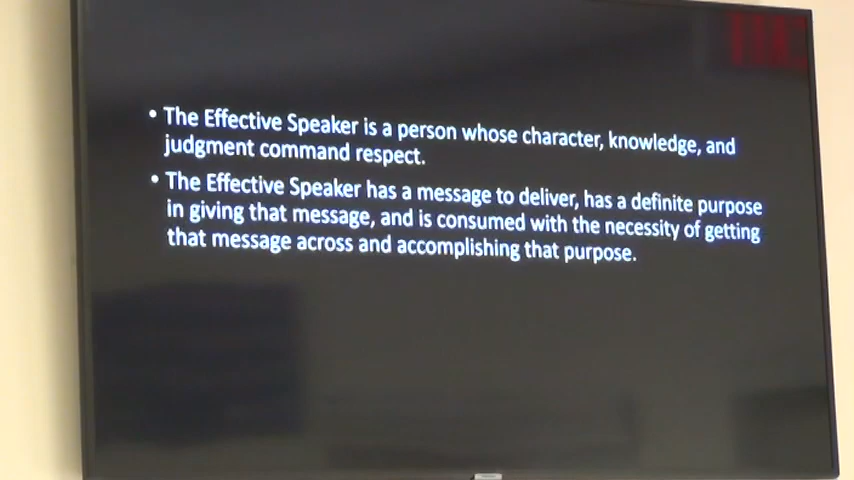 • The Effective Speaker is a person whose character, knowledge, and
judgment command respect.
• The Effective Speaker has a message to deliver, has a definite purpose
in giving that message, and is consumed with the necessity of getting
that message across and accomplishing that purpose.